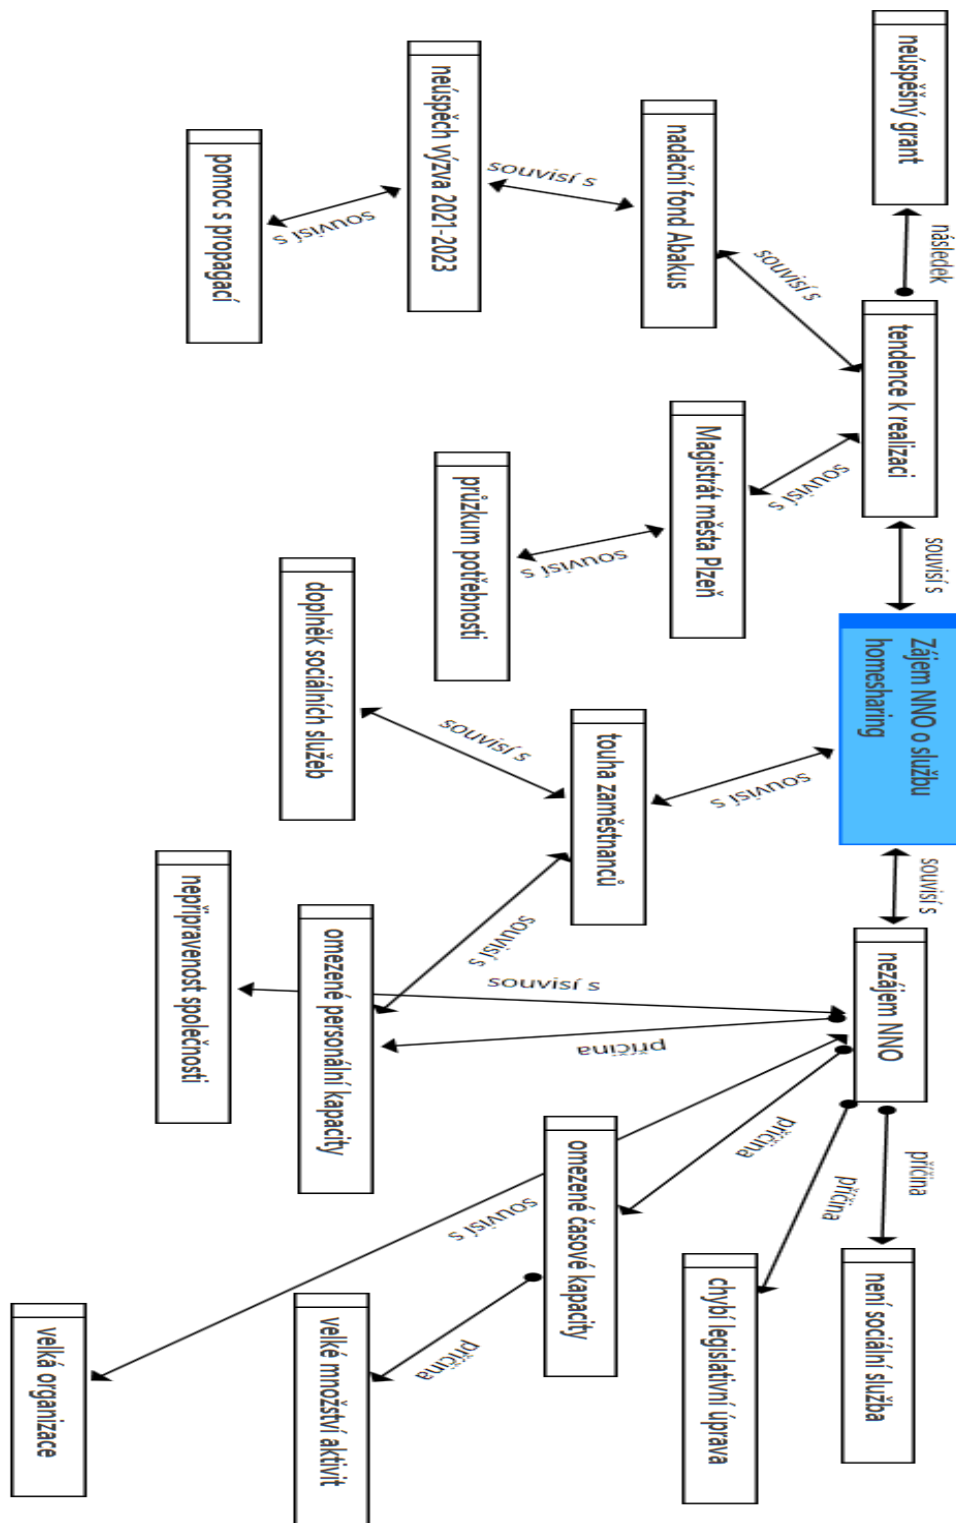 neúspěšný grant
následek
tendence k realizaci
souvisí s
Zájem NNO o službu
homesharing
souvisí s
nezájem NNO
příčina
není sociální služba
souvisí s
nadační fond Abakus
souvisí s
neúspěch výzva 2021-2023
souvisí s
pomoc s propagací
souvisí s
Magistrát města Plzeň
souvisí s
průzkum potřebnosti
souvisí s
touha zaměstnanců
souvisí s
doplněk sociálních služeb
souvisí s
omezené personální kapacity
příčina
souvisí s
nepřipravenost společnosti
příčina
chybí legislativní úprava
příčina
omezené časové kapacity
příčina
velké množství aktivit
souvisí s
velká organizace